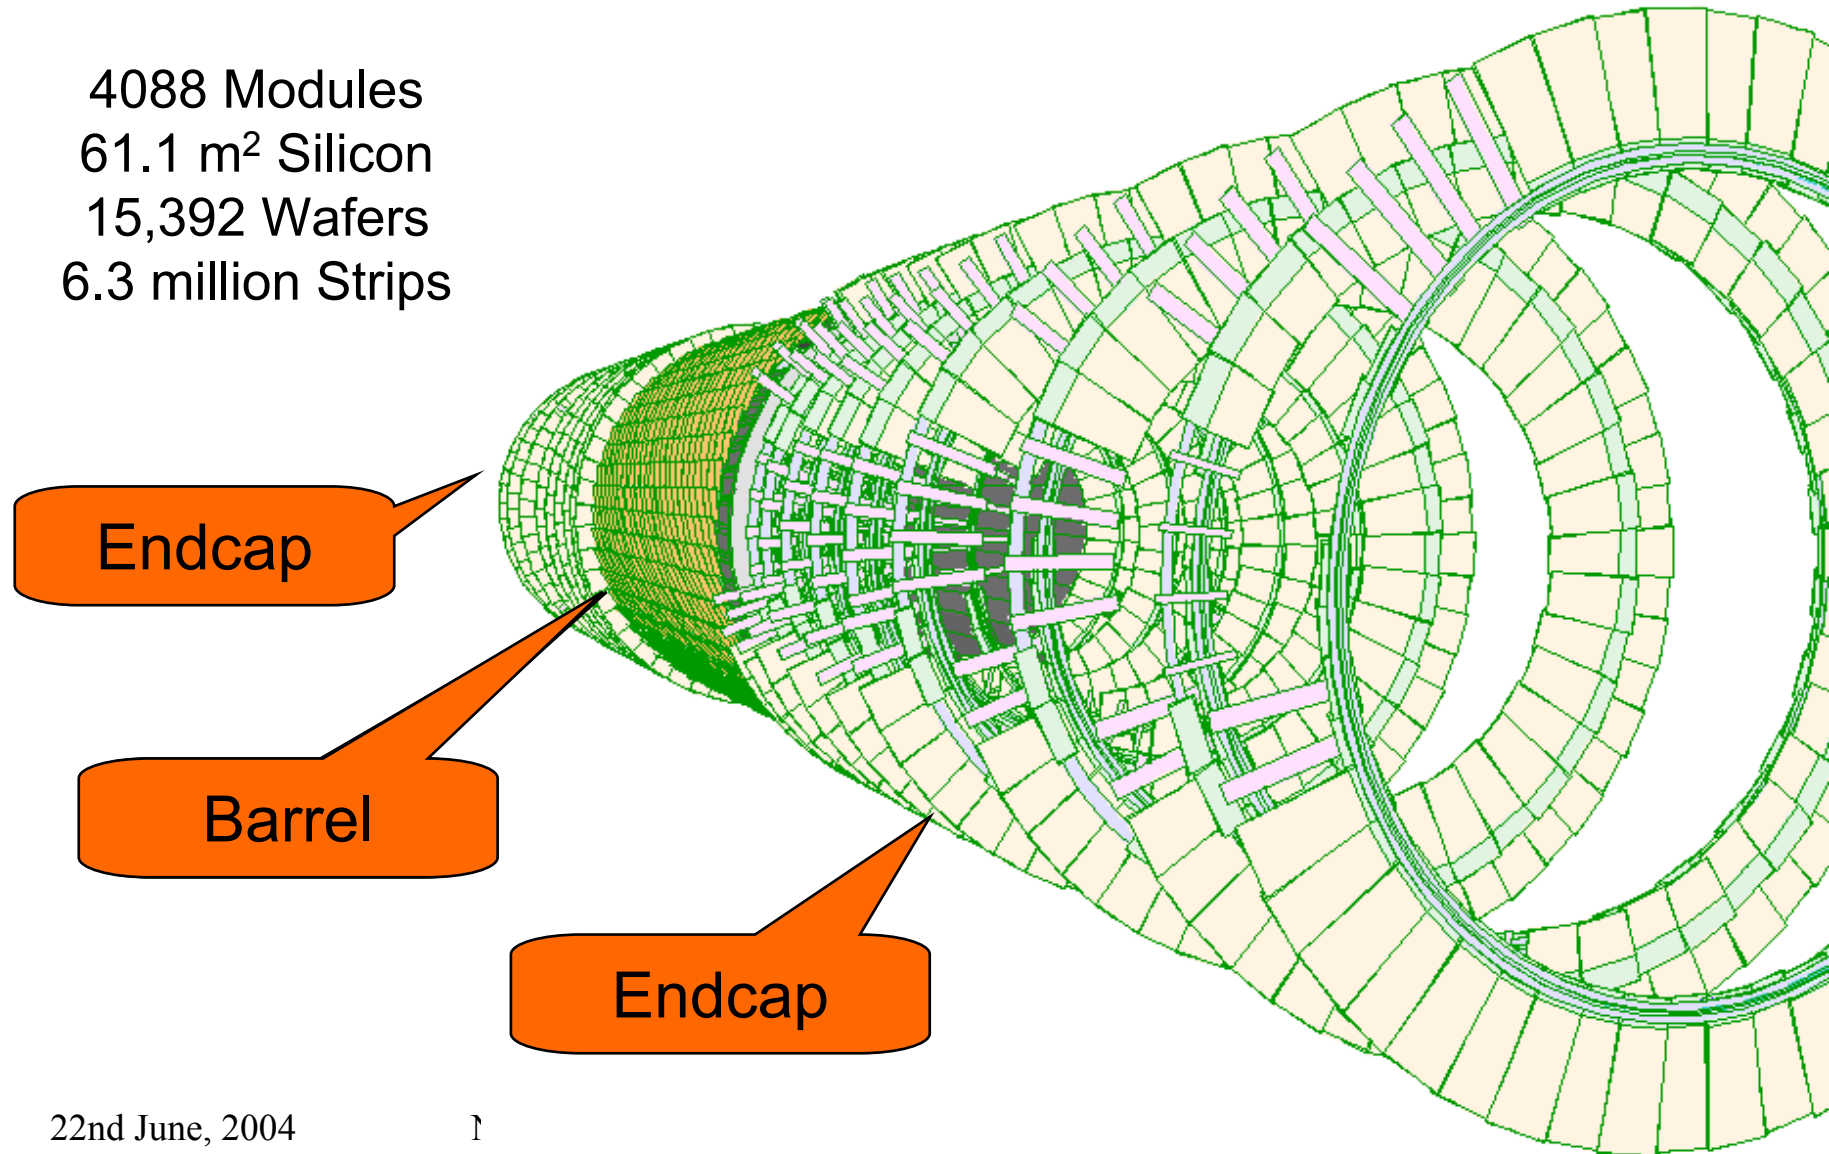 4088 Modules
61.1 m² Silicon
15,392 Wafers
6.3 million Strips
Endcap
Barrel
Endcap
22nd June, 2004